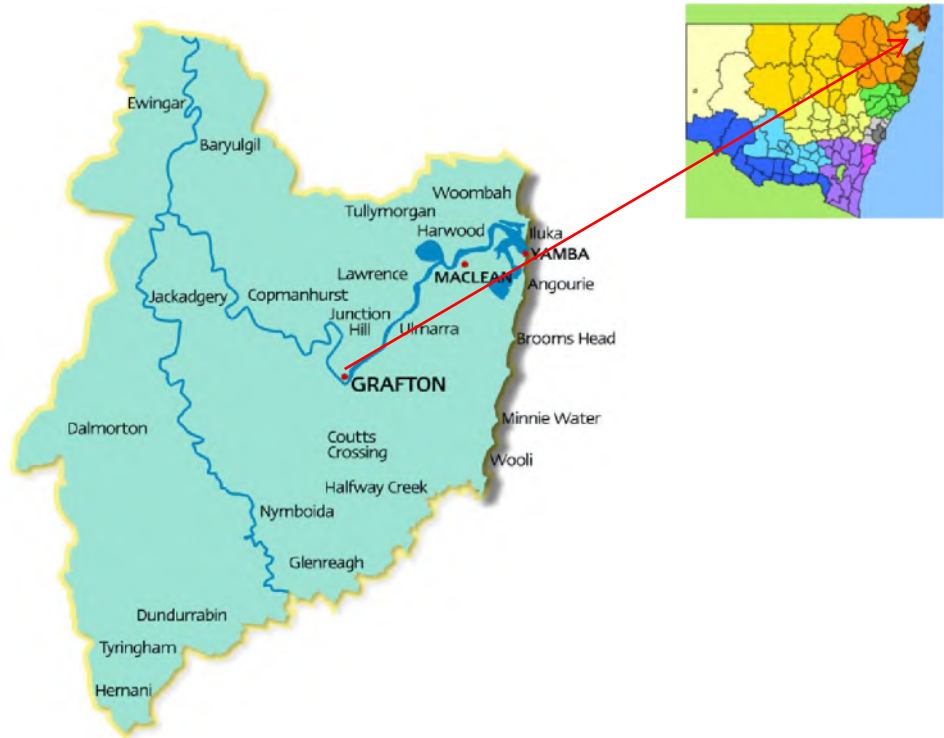 Ewingar
Baryulgil
Woombah
Tullymorgan
Harwood
Iluka
YAMBA
Lawrence
MACLEAN
Angourie
Jackadgery
Copmanhurst
Junction
Hill
Ulmarra
Brooms Head
GRAFTON
Minnie Water
Dalmorton
Coutts
Crossing
Wooli
Halfway Creek
Nymboida
Glenreagh
Dundurrabin
Tyringham
Hernani